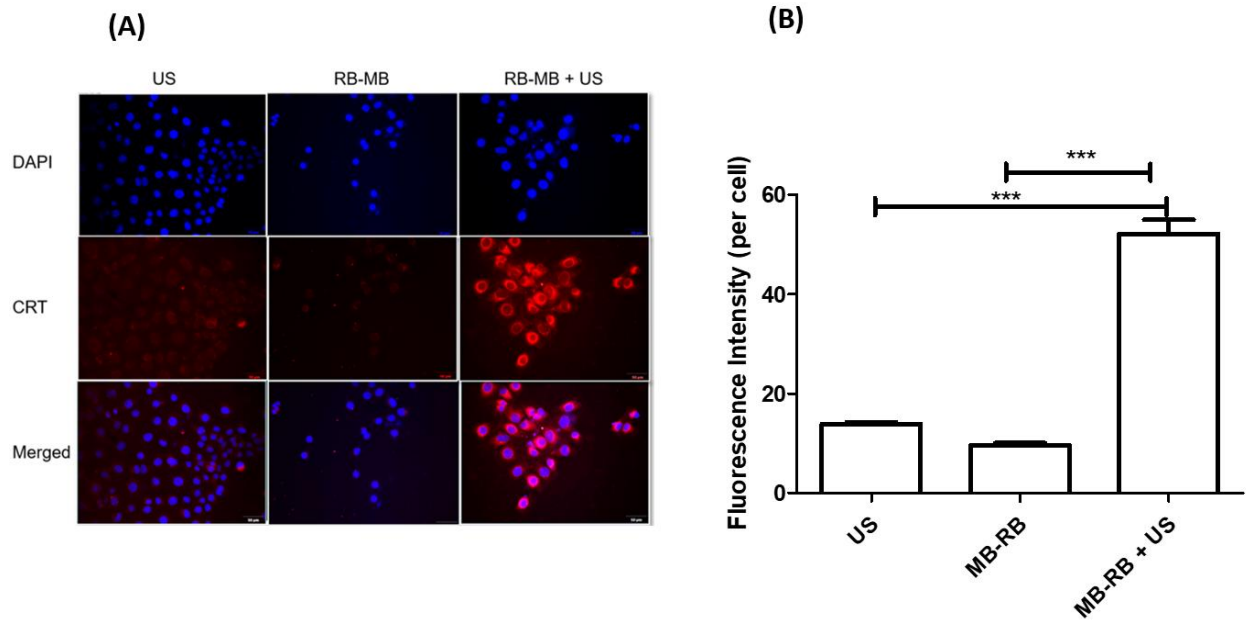 (A)
US RB-MB RB-MB + US
DAPI
CRT
Merged
(B)
Fluorescence Intensity (per cell)
60
40
20
0
***
***
US
MB-RB
MB-RB + US